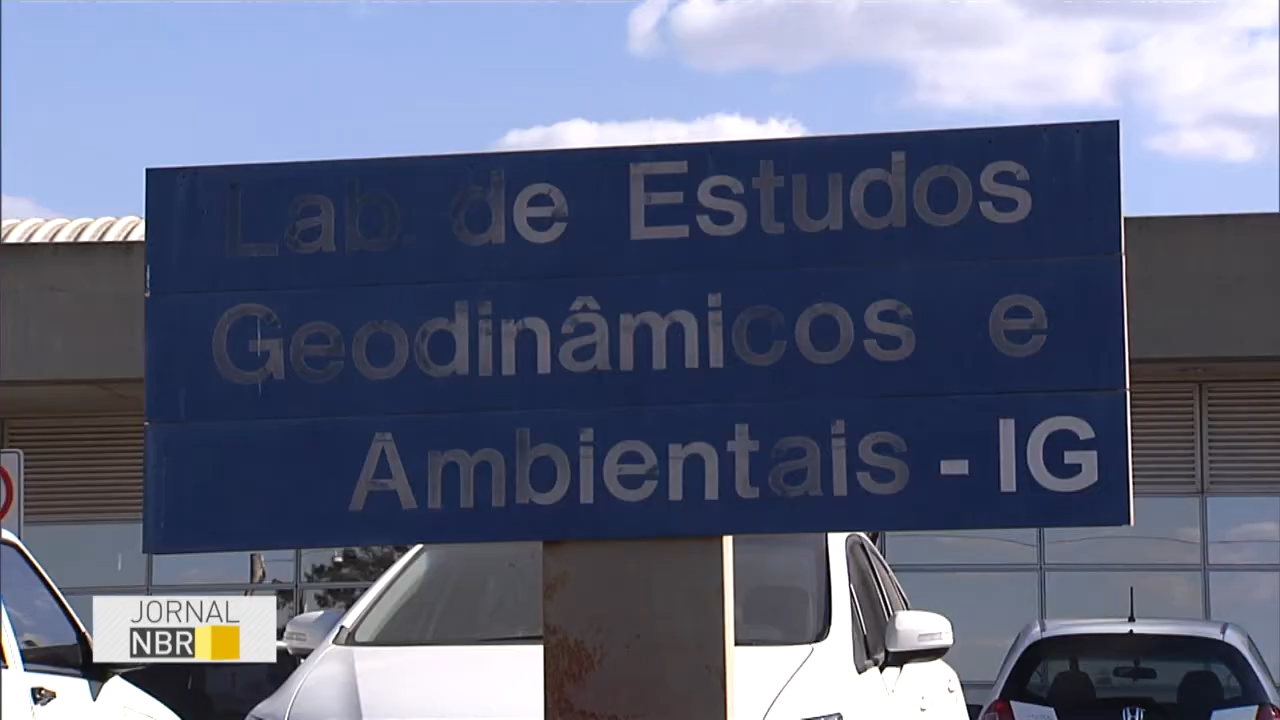 Lab de Estudos
Geodinâmicos e
Ambientais - IG
JORNAL
NBR